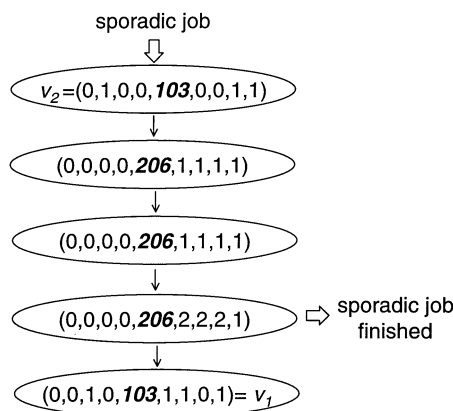 sporadic job
v2=(0,1,0,0,103,0,0,1,1)
(0,0,0,0,206,1,1,1,1)
(0,0,0,0,206,1,1,1,1)
(0,0,0,0,206,2,2,2,1)
sporadic job
finished
(0,0,1,0,103,1,1,0,1)= v1